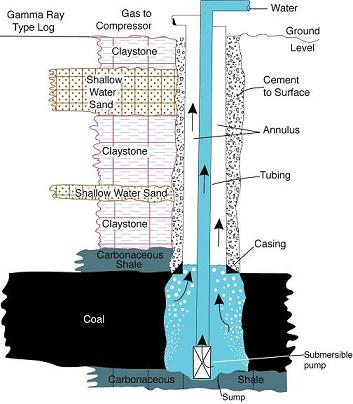 Gamma Ray
Type Log
Gas to
Compressor
Water
Ground
Level
Claystone
Shallow
Water
Sand
Cement
to Surface
Annulus
Claystone
Tubing
Shallow Water Sand
Claystone
Casing
Carbonaceous
Shale
Coal
Submersible
pump
Carbonaceous
Shale
Sump